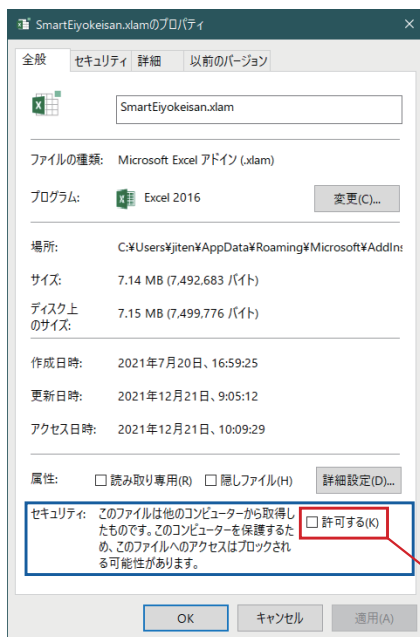 SmartEiyokeisan.xlamのプロパティ
全般 セキュリティ 詳細 以前のバージョン
SmartEiyokeisan.xlam
ファイルの種類: Microsoft Excel アドイン (.xlam)
プログラム: Excel 2016 変更(C)...
場所: C:¥Users¥jiten¥AppData¥Roaming¥Microsoft¥AddIns
サイズ: 7.14 MB (7,492,683 バイト)
ディスク上
のサイズ: 7.15 MB (7,499,776 バイト)
作成日時: 2021年7月20日、16:59:25
更新日時: 2021年12月21日、9:05:12
アクセス日時: 2021年12月21日、10:09:29
属性: 読み取り専用(R) 隠しファイル(H) 詳細設定(D)...
セキュリティ: このファイルは他のコンピューターから取得し
たものです。このコンピューターを保護するた
め、このファイルへのアクセスはブロックされ
る可能性があります。
許可する(K)
OK キャンセル 適用(A)